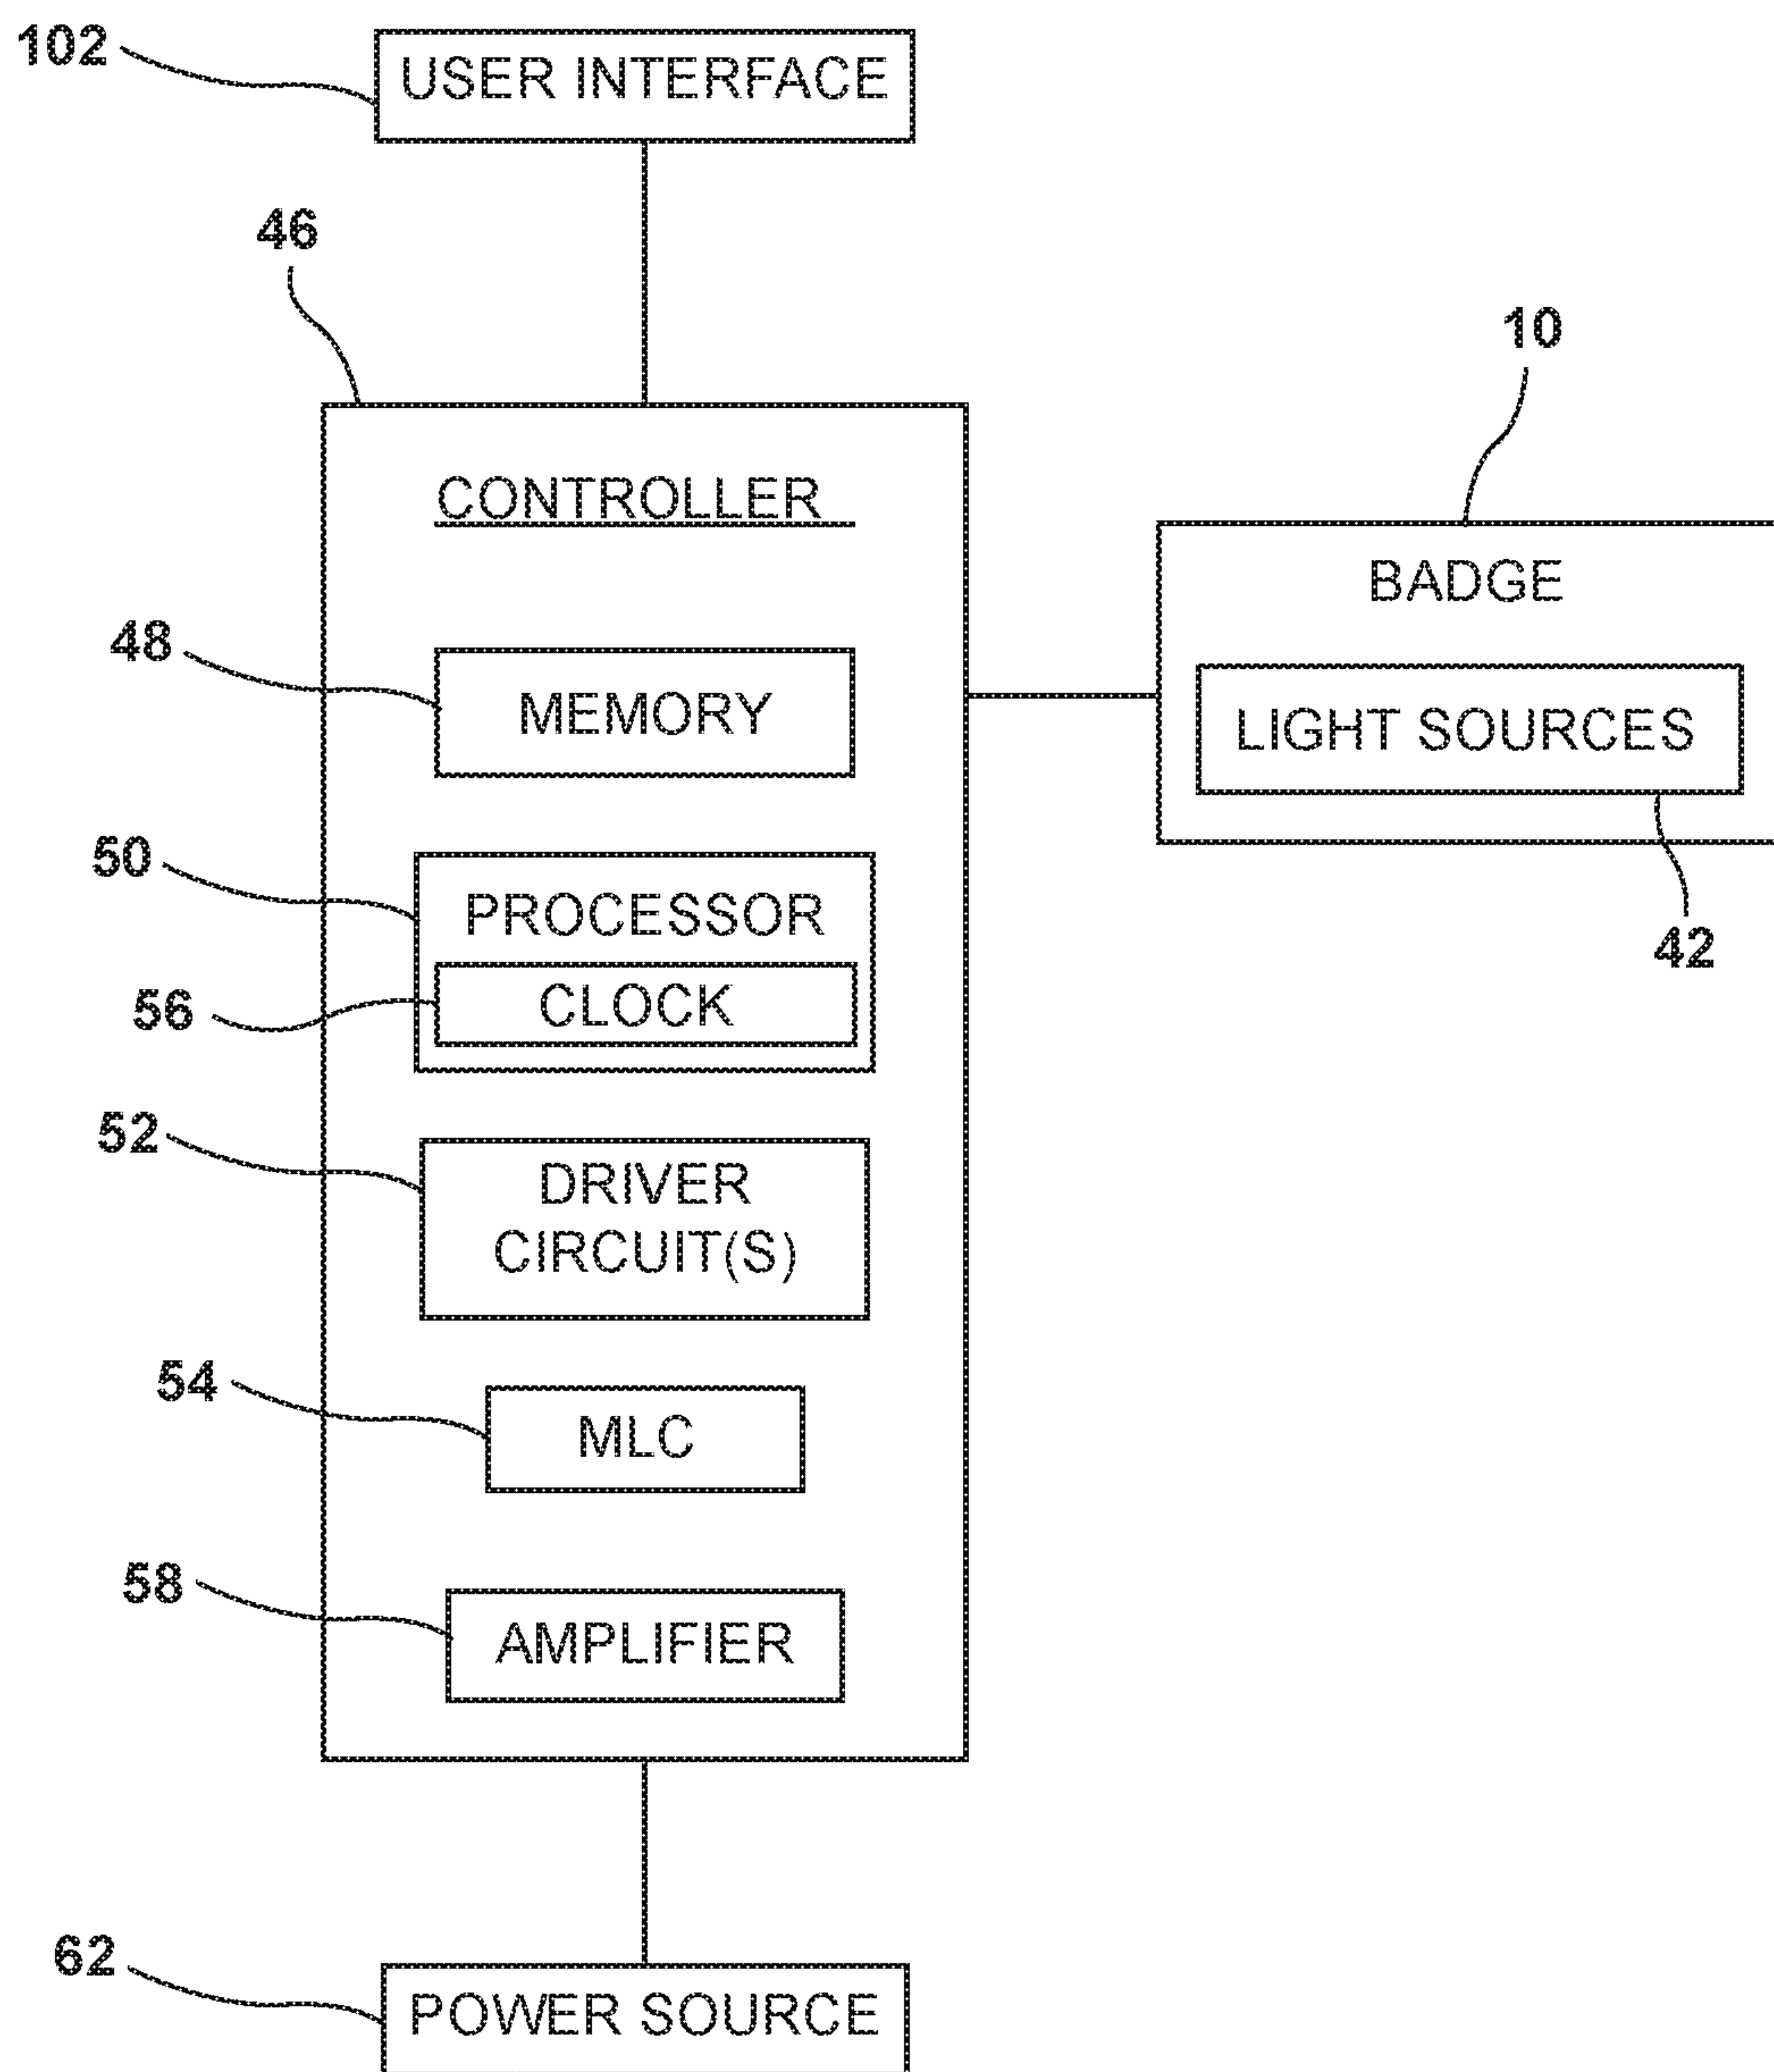 102
USER INTERFACE
46
10
CONTROLLER
BADGE
48
MEMORY
LIGHT SOURCES
50
PROCESSOR
42
56
CLOCK
52
DRIVER
CIRCUIT(S)
54
MLC
58
AMPLIFIER
62
POWER SOURCE